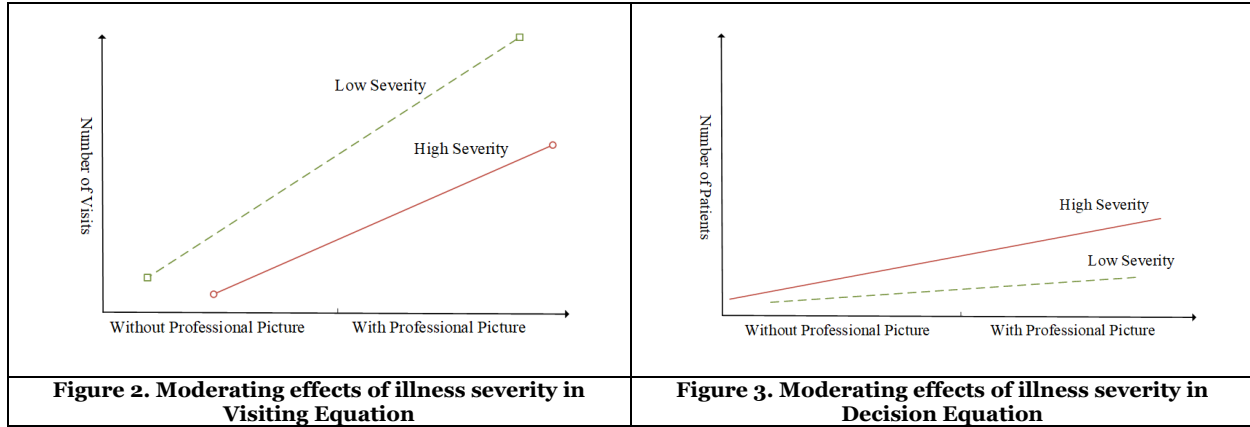 Number of Visits
Low Severity
High Severity
Without Professional Picture
With Professional Picture
Figure 2. Moderating effects of illness severity in
Visiting Equation
Number of Patients
High Severity
Low Severity
Without Professional Picture
With Professional Picture
Figure 3. Moderating effects of illness severity in
Decision Equation